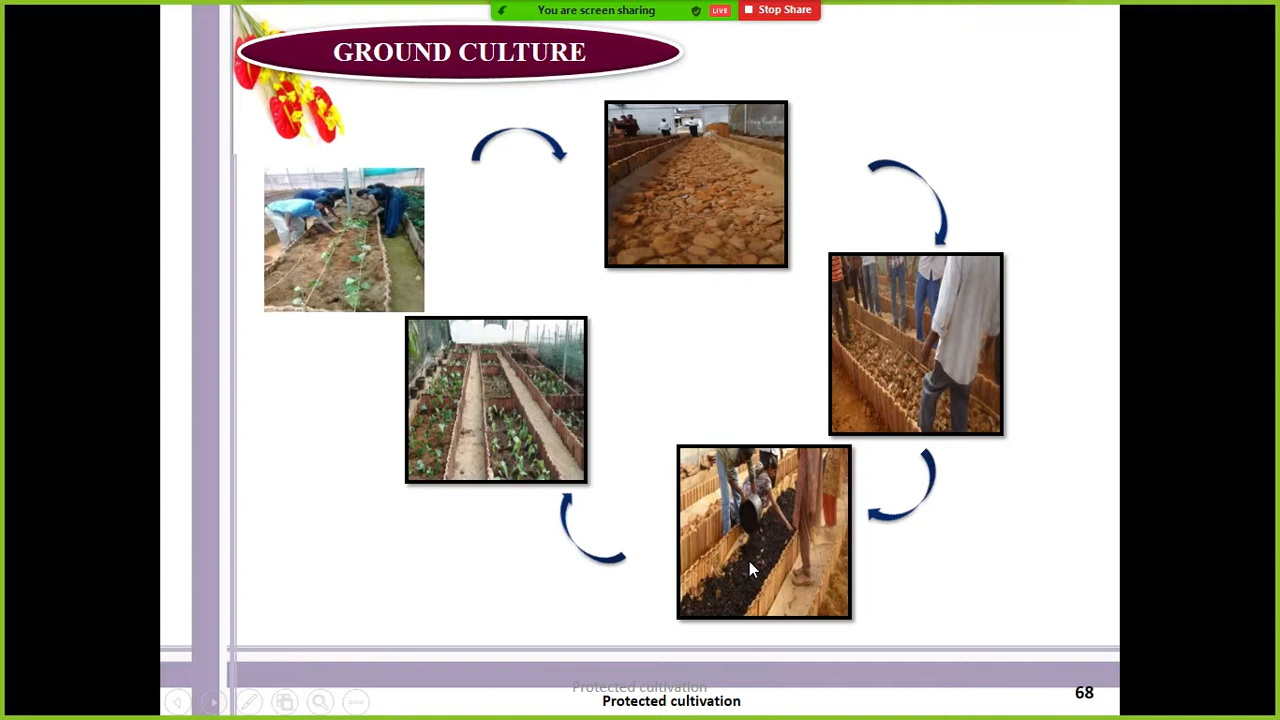 You are screen sharing
LIVE
Stop Share
GROUND CULTURE
Protected cultivation
Protected cultivation
68